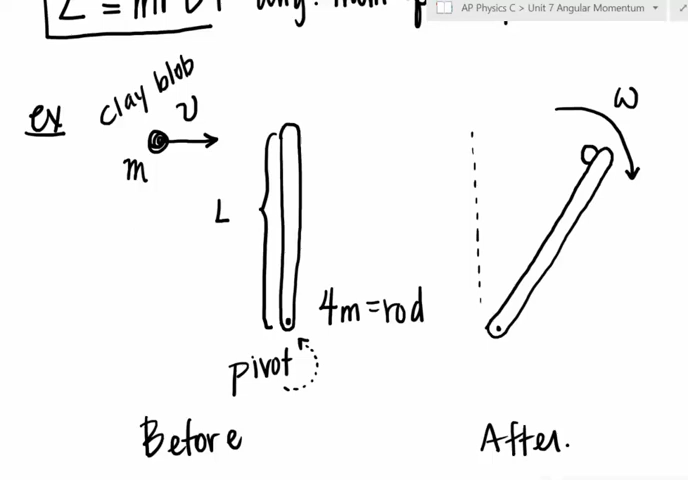 AP Physics C > Unit 7 Angular Momentum
ex
clay blob
v
m
L
4m=rod
pivot
ω
Before
After.